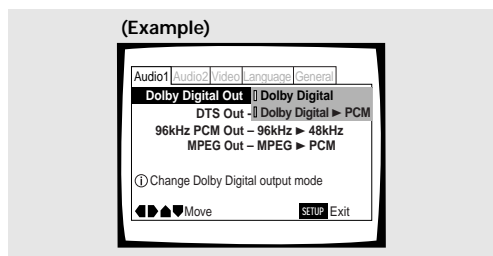 (Example)
Audio1 Audio2 Video Language General
Dolby Digital Out Dolby Digital
DTS Out - Dolby Digital ► PCM
96kHz PCM Out – 96kHz ► 48kHz
MPEG Out – MPEG ► PCM
ⓘ Change Dolby Digital output mode
Move SETUP Exit